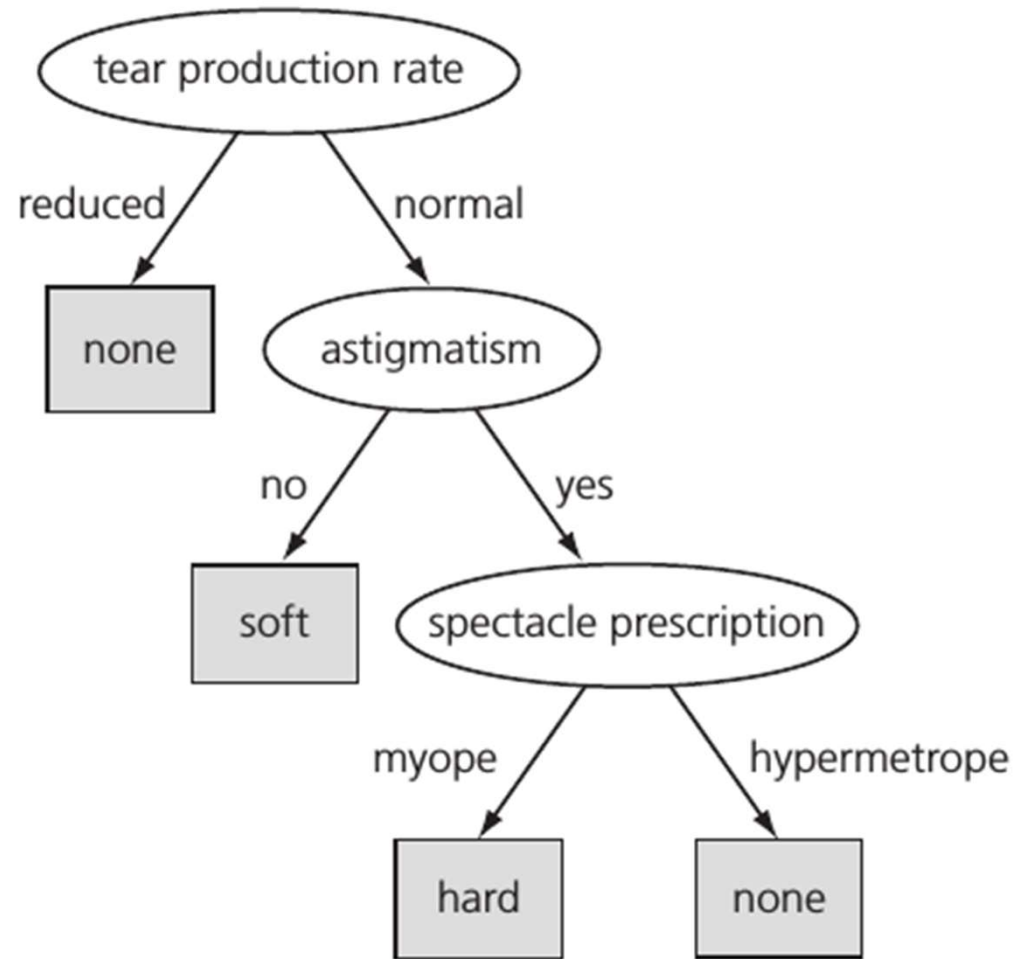 tear production rate
reduced
normal
none
astigmatism
no
yes
soft
spectacle prescription
myope
hypermetrope
hard
none